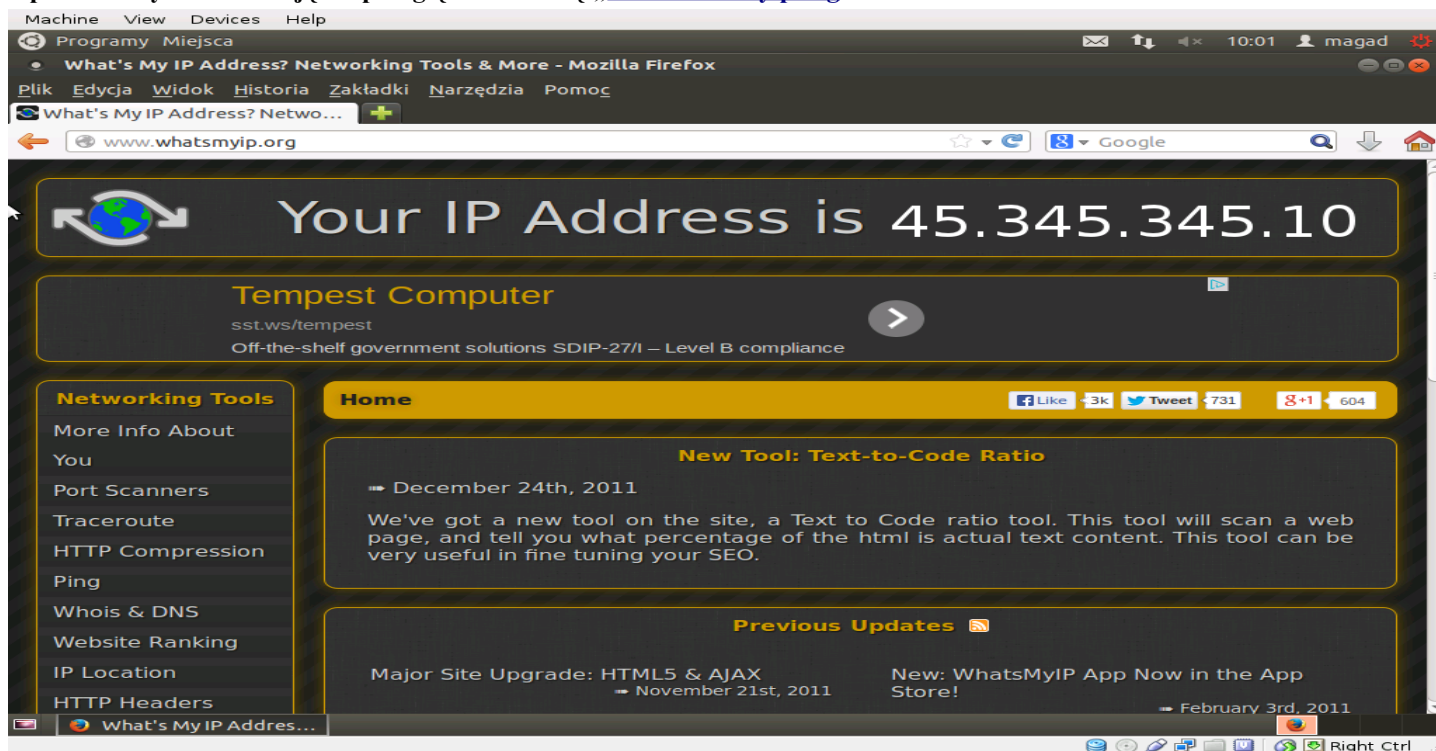 Machine View Devices Help
Programy Miejsca 10:01 magad
What's My IP Address? Networking Tools & More - Mozilla Firefox
Plik Edycja Widok Historia Zakładki Narzędzia Pomoc
What's My IP Address? Netwo...
www.whatsmyip.org Google
Your IP Address is 45.345.345.10
Tempest Computer
sst.ws/tempest
Off-the-shelf government solutions SDIP-27/I – Level B compliance
Networking Tools
More Info About
You
Port Scanners
Traceroute
HTTP Compression
Ping
Whois & DNS
Website Ranking
IP Location
HTTP Headers
Home
Like 3k Tweet 731 +1 604
New Tool: Text-to-Code Ratio
December 24th, 2011
We've got a new tool on the site, a Text to Code ratio tool. This tool will scan a web
page, and tell you what percentage of the html is actual text content. This tool can be
very useful in fine tuning your SEO.
Previous Updates
Major Site Upgrade: HTML5 & AJAX
November 21st, 2011
New: WhatsMyIP App Now in the App
Store!
February 3rd, 2011
What's My IP Addres...
Right Ctrl